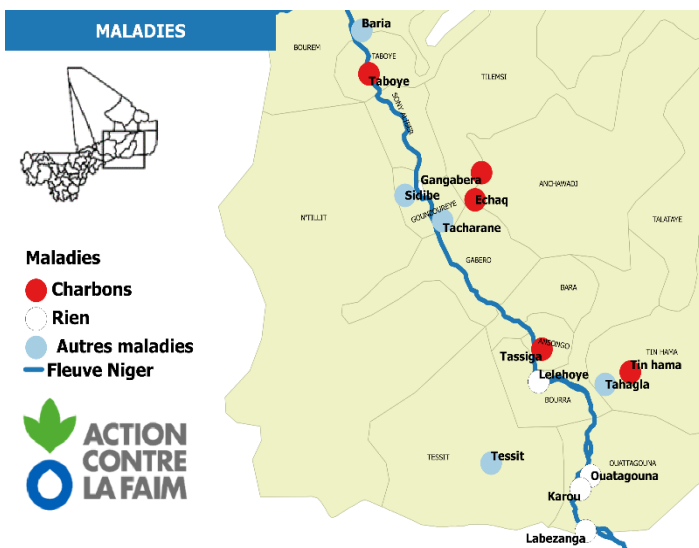 MALADIES
Baria
BOUREM
TABOYE
Taboye
TILEMSI
SONY ALIBER
Gangabera
ANCHAWADJI
Sidibe
Echaq
GOUNZOUREYE
N'TILLIT
Tacharane
TALATAYE
GABERO
BARA
Maladies
Charbons
Rien
Autres maladies
Fleuve Niger
ANSONGO
Tassiga
TIN HAMA
Tin hama
Lelehoye
Tahagla
BOURRA
ACTION
CONTRE
LA FAIM
TESSIT
Tessit
OUATTAGOUNA
Ouatagouna
Karou
Labezanga